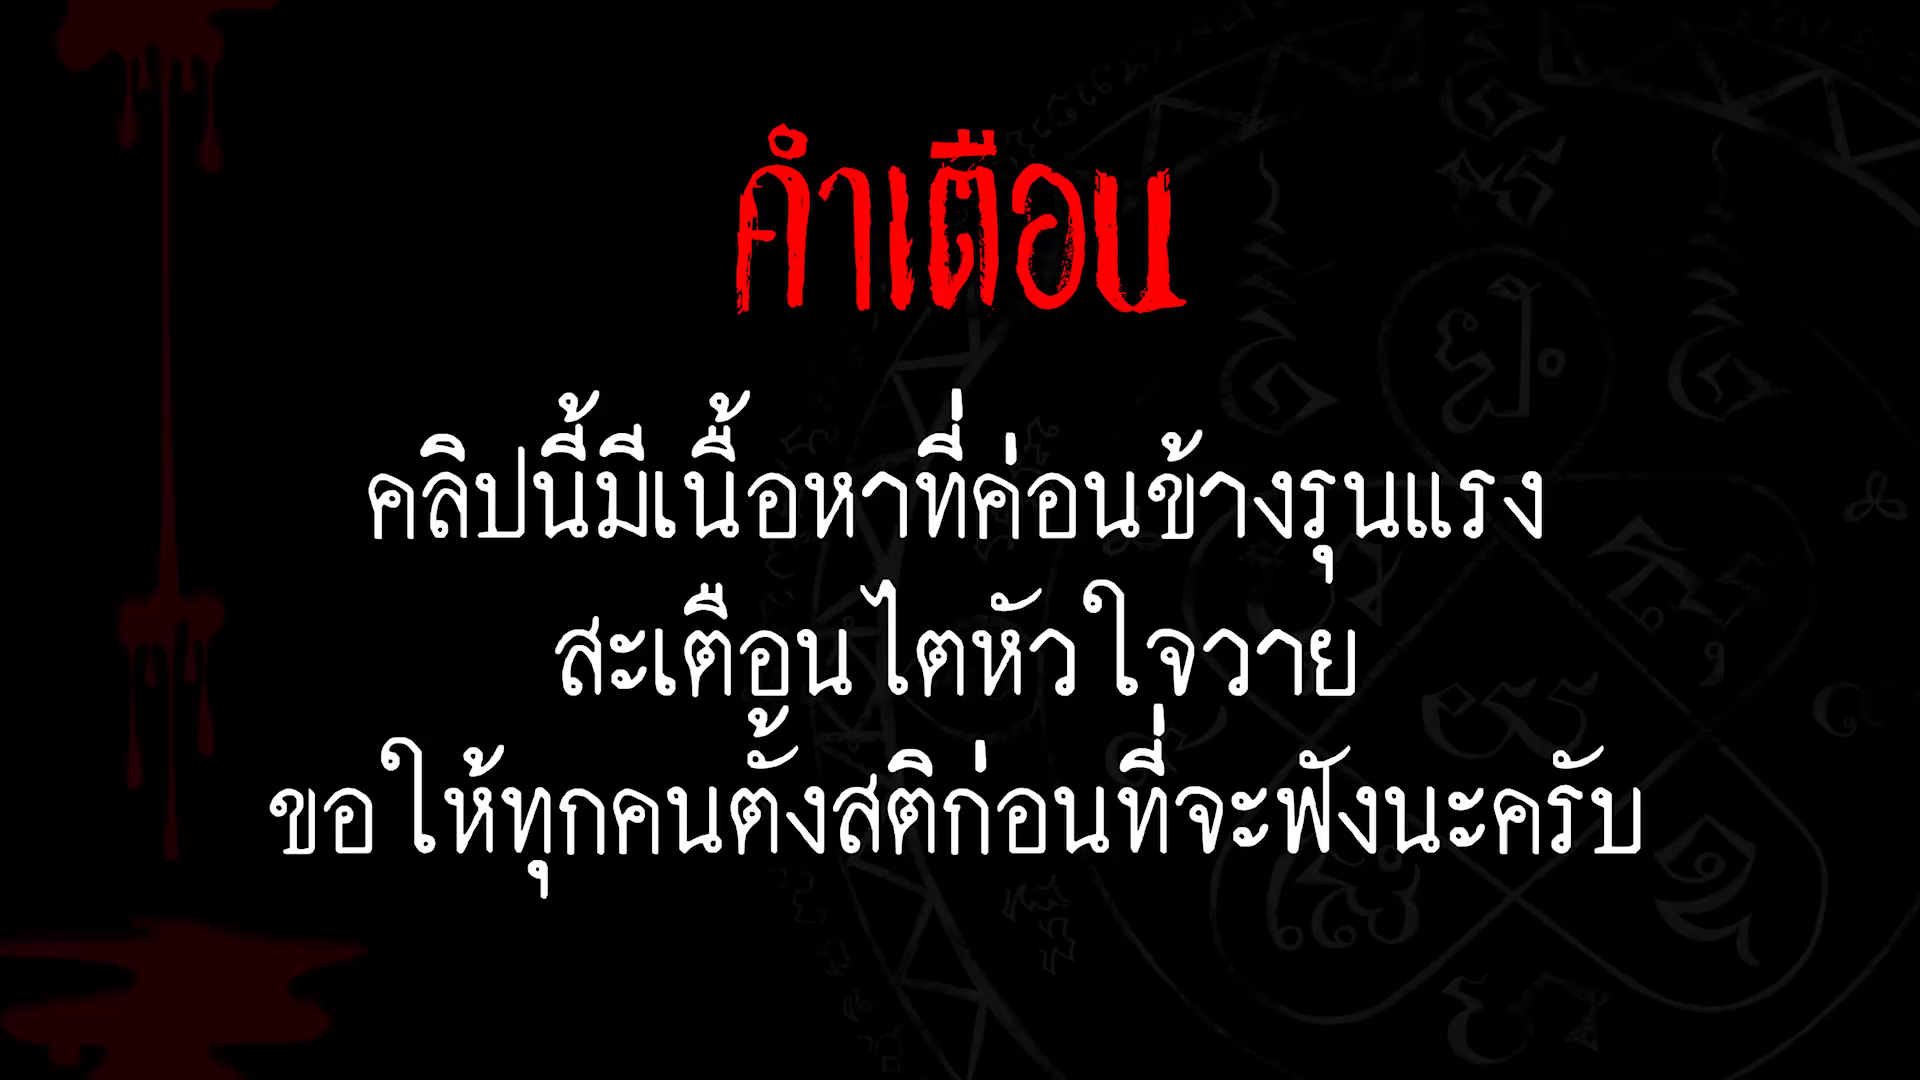 คำเตือน
คลิปนี้มีเนื้อหาที่ค่อนข้างรุนแรง
สะเตือนไตหัวใจวาย
ขอให้ทุกคนตั้งสติก่อนที่จะฟังนะครับ